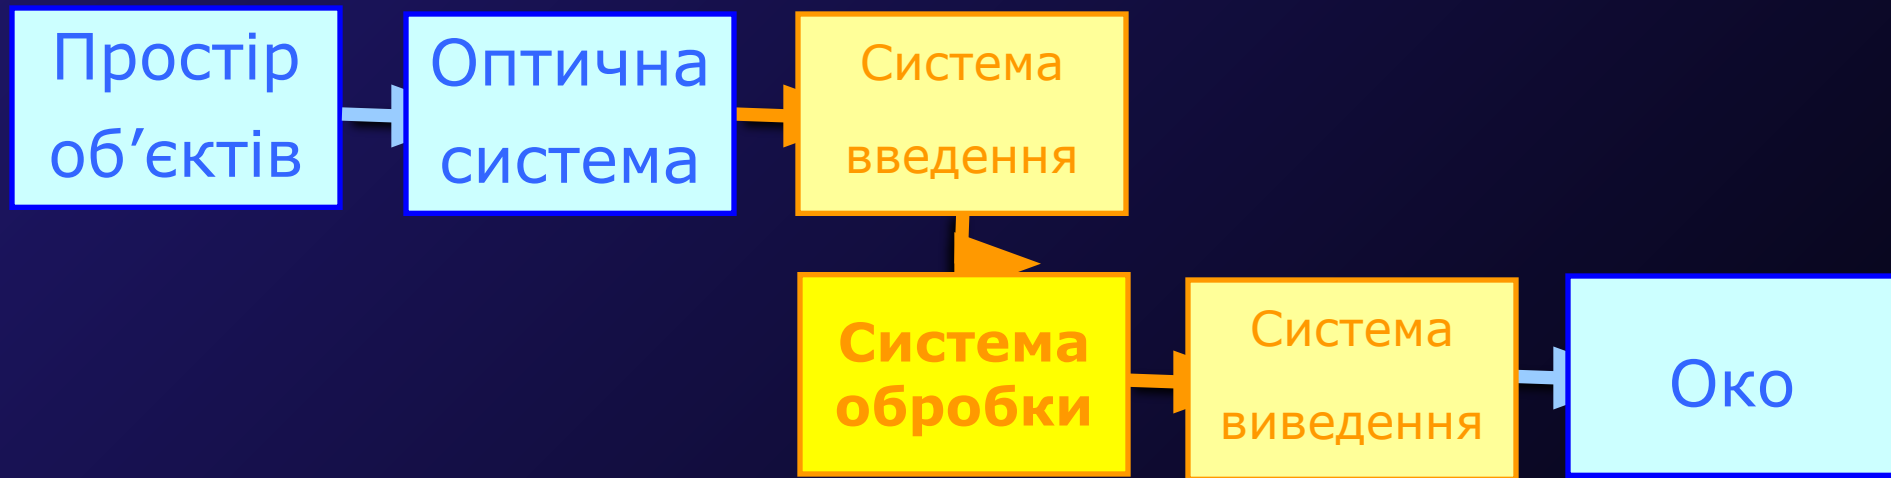 Простір
об’єктів
Оптична
система
Система
введення
Система
обробки
Система
виведення
Око